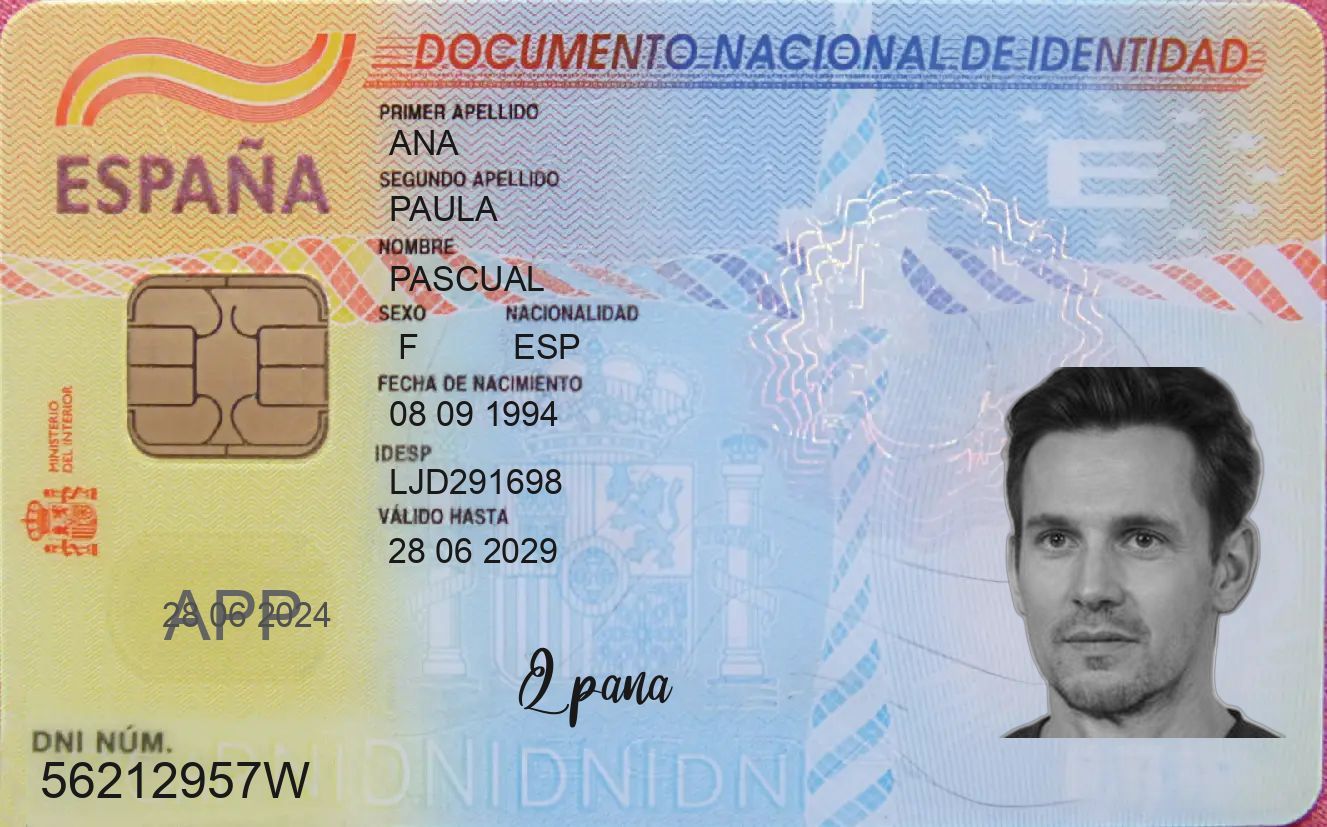 DOCUMENTO NACIONAL DE IDENTIDAD
ESPAÑA
PRIMER APELLIDO
ANA
SEGUNDO APELLIDO
PAULA
NOMBRE
PASCUAL
SEXO NACIONALIDAD
F ESP
FECHA DE NACIMIENTO
08 09 1994
IDESP
LJD291698
VÁLIDO HASTA
28 06 2029
MINISTERIO
DEL INTERIOR
APP
28 06 2024
pana
DNI NÚM.
56212957W
DNIDNIDNIDNI
E